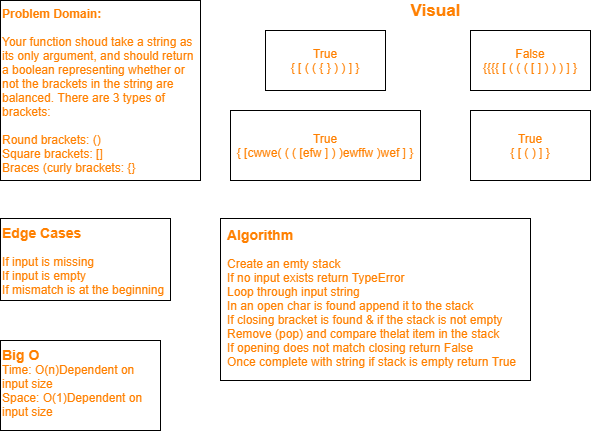 Problem Domain:
Your function shoud take a string as
its only argument, and should return
a boolean representing whether or
not the brackets in the string are
balanced. There are 3 types of
brackets:
Round brackets: ()
Square brackets: []
Braces (curly brackets: {}
Visual
True
{ [ ( ( { } ) ) ] }
False
{{{{ [ ( ( ( [ ] ) ) ) ] }
True
{ [cwwe( ( ( [efw ] ) )ewffw )wef ] }
True
{ [ ( ) ] }
Edge Cases
If input is missing
If input is empty
If mismatch is at the beginning
Algorithm
Create an emty stack
If no input exists return TypeError
Loop through input string
In an open char is found append it to the stack
If closing bracket is found & if the stack is not empty
Remove (pop) and compare thelat item in the stack
If opening does not match closing return False
Once complete with string if stack is empty return True
Big O
Time: O(n)Dependent on
input size
Space: O(1)Dependent on
input size